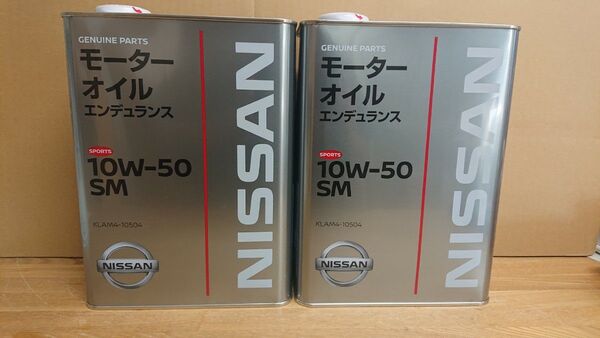 GENUINE PARTS
モーター
オイル
エンデュランス
SPORTS
10W-50
SM
KLAM4-10504
NISSAN
NISSAN
GENUINE PARTS
モーター
オイル
エンデュランス
SPORTS
10W-50
SM
KLAM4-10504
NISSAN
NISSAN